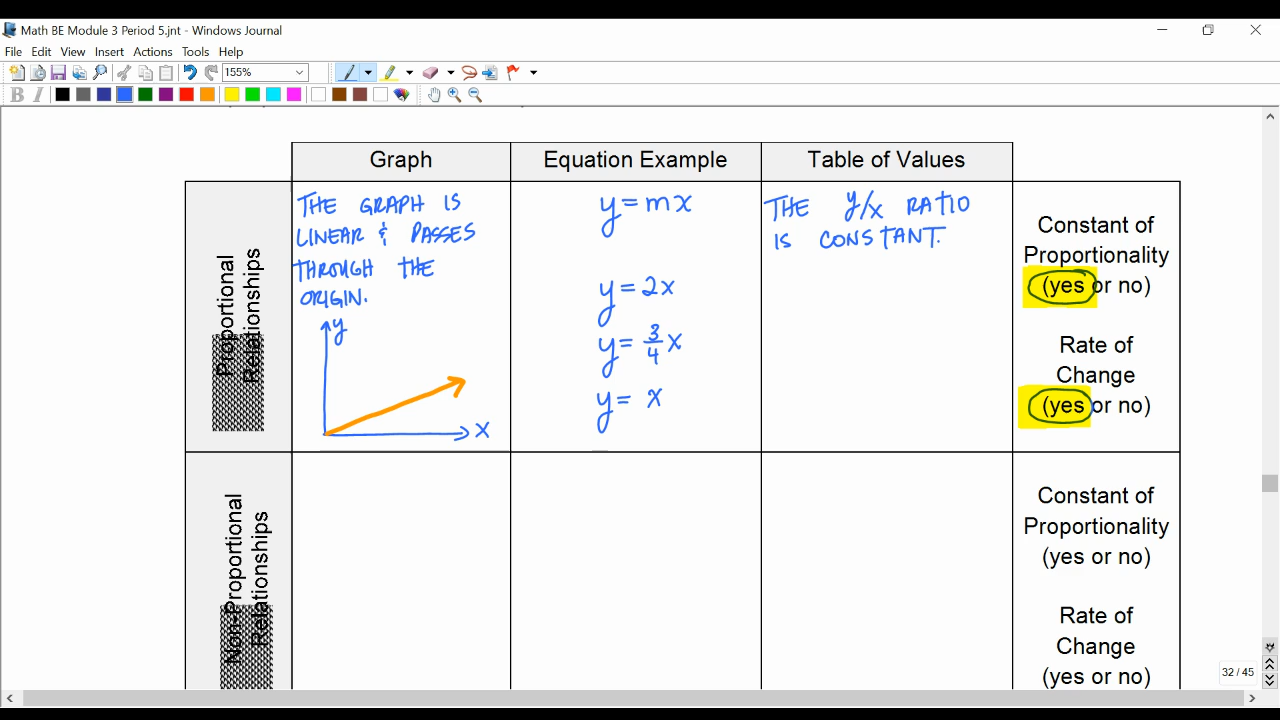 Math BE Module 3 Period 5.jnt - Windows Journal
File Edit View Insert Actions Tools Help
155%
B I
Graph Equation Example Table of Values
Proportional
Relationships
THE GRAPH IS
LINEAR & PASSES
THROUGH THE
ORIGIN.
y
x
y = mx
y = 2x
y = 3/4 x
y = x
THE y/x RATIO
IS CONSTANT.
Constant of
Proportionality
(yes or no)
Rate of
Change
(yes or no)
Non-Proportional
Relationships
Constant of
Proportionality
(yes or no)
Rate of
Change
(yes or no)
32 / 45